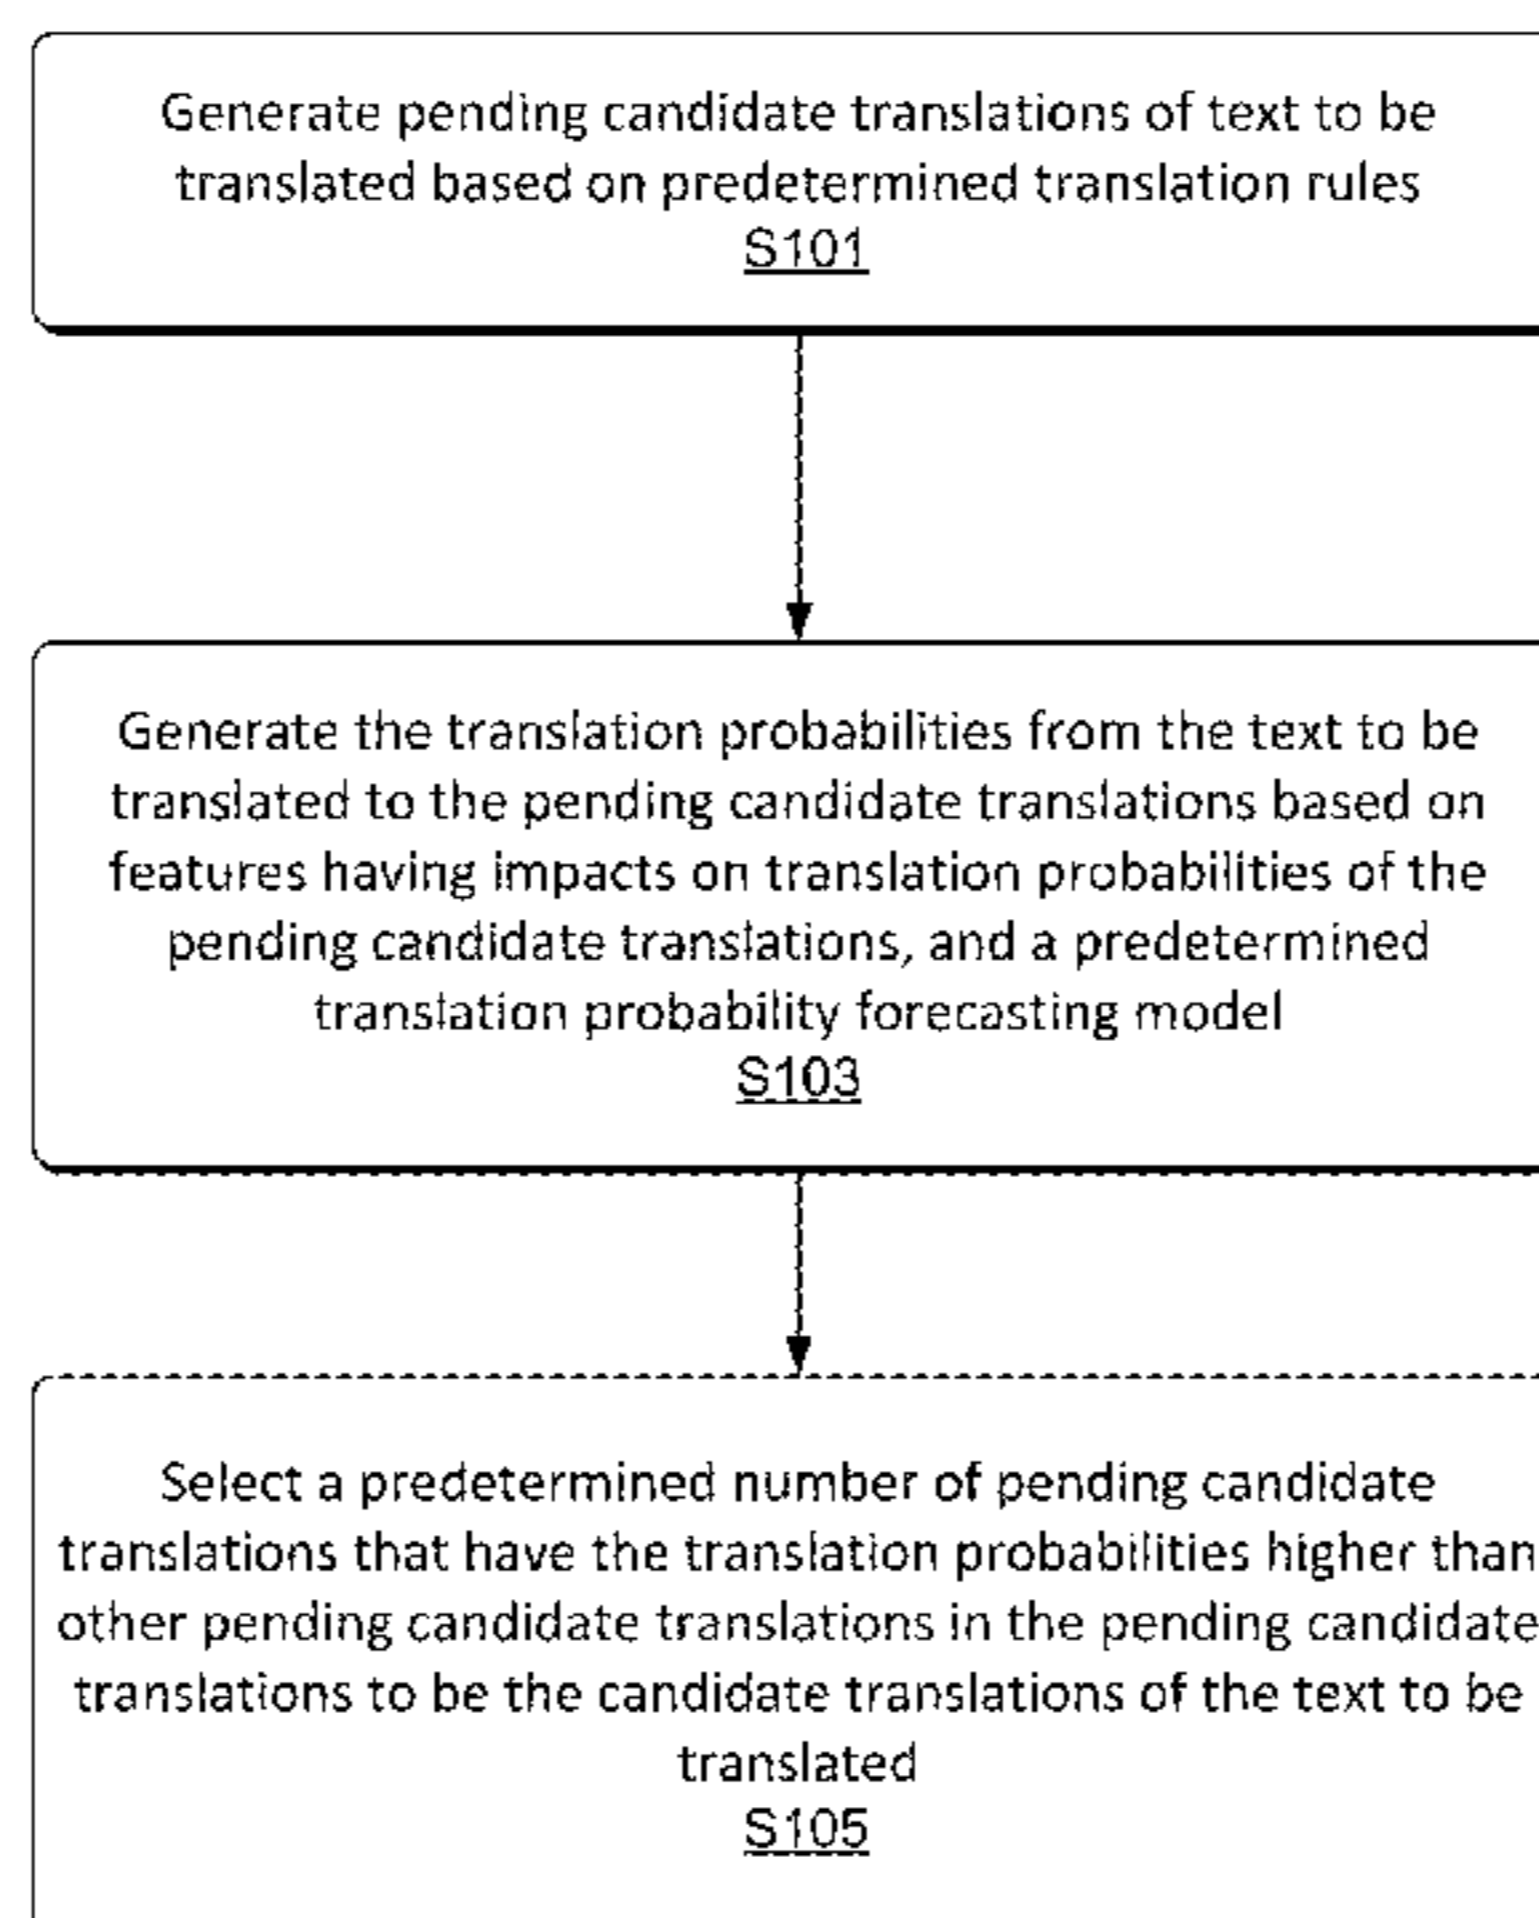 Generate pending candidate translations of text to be
translated based on predetermined translation rules
S101
Generate the translation probabilities from the text to be
translated to the pending candidate translations based on
features having impacts on translation probabilities of the
pending candidate translations, and a predetermined
translation probability forecasting model
S103
Select a predetermined number of pending candidate
translations that have the translation probabilities higher than
other pending candidate translations in the pending candidate
translations to be the candidate translations of the text to be
translated
S105